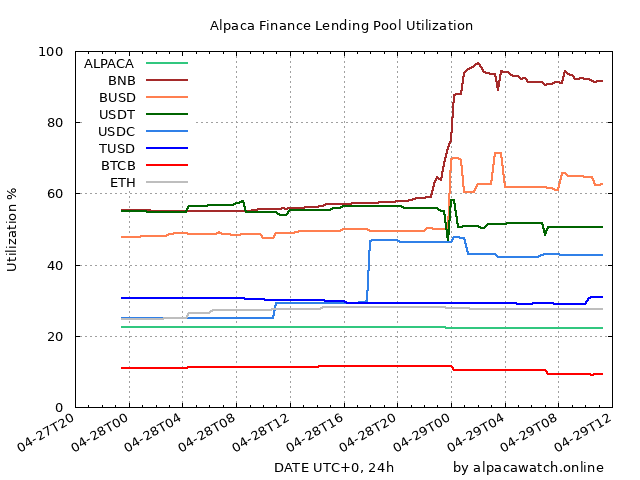 Alpaca Finance Lending Pool Utilization
100
80
60
40
20
0
Utilization %
ALPACA
BNB
BUSD
USDT
USDC
TUSD
BTCB
ETH
04-27T20
04-28T00
04-28T04
04-28T08
04-28T12
04-28T16
04-28T20
04-29T00
04-29T04
04-29T08
04-29T12
DATE UTC+0, 24h
by alpacawatch.online